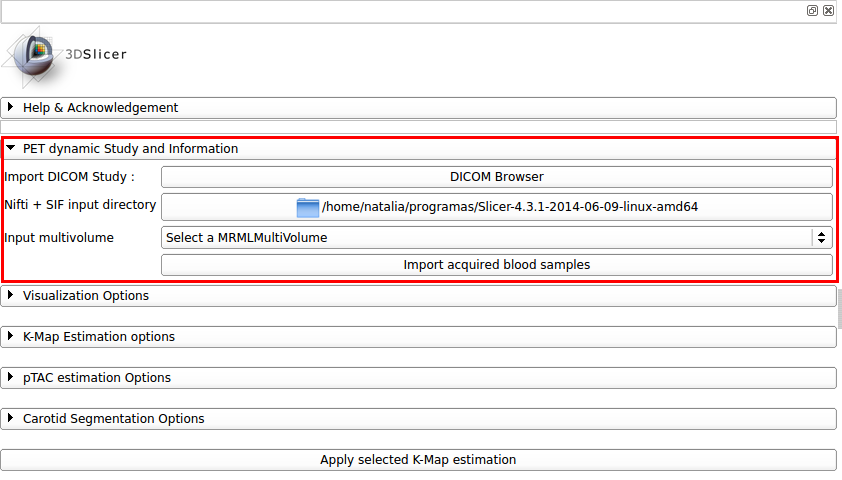 3DSlicer
Help & Acknowledgement
PET dynamic Study and Information
Import DICOM Study :
DICOM Browser
Nifti + SIF input directory
/home/natalia/programas/Slicer-4.3.1-2014-06-09-linux-amd64
Input multivolume
Select a MRMLMultiVolume
Import acquired blood samples
Visualization Options
K-Map Estimation options
pTAC estimation Options
Carotid Segmentation Options
Apply selected K-Map estimation